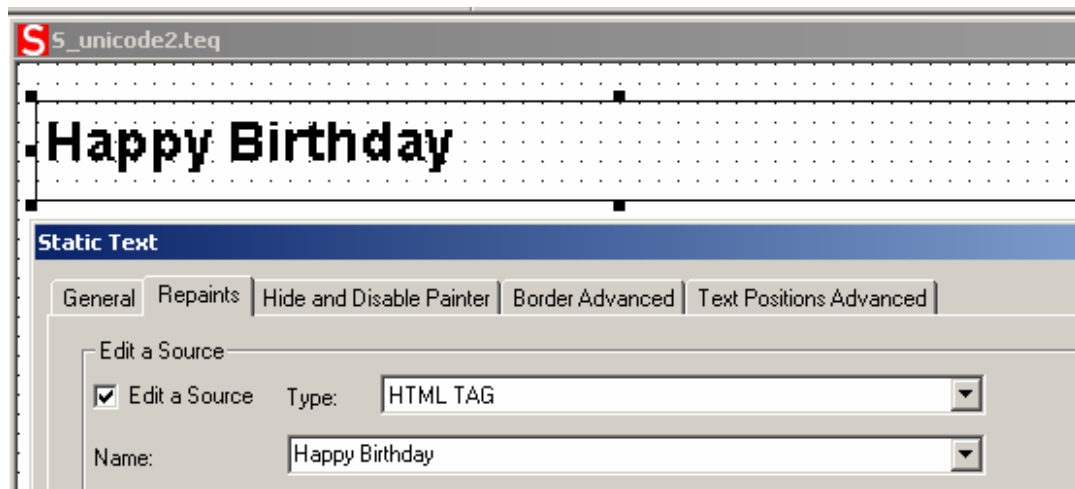 S S_unicode2.teq
Happy Birthday
Static Text
General Repaints Hide and Disable Painter Border Advanced Text Positions Advanced
Edit a Source
Edit a Source Type: HTML TAG
Name: Happy Birthday